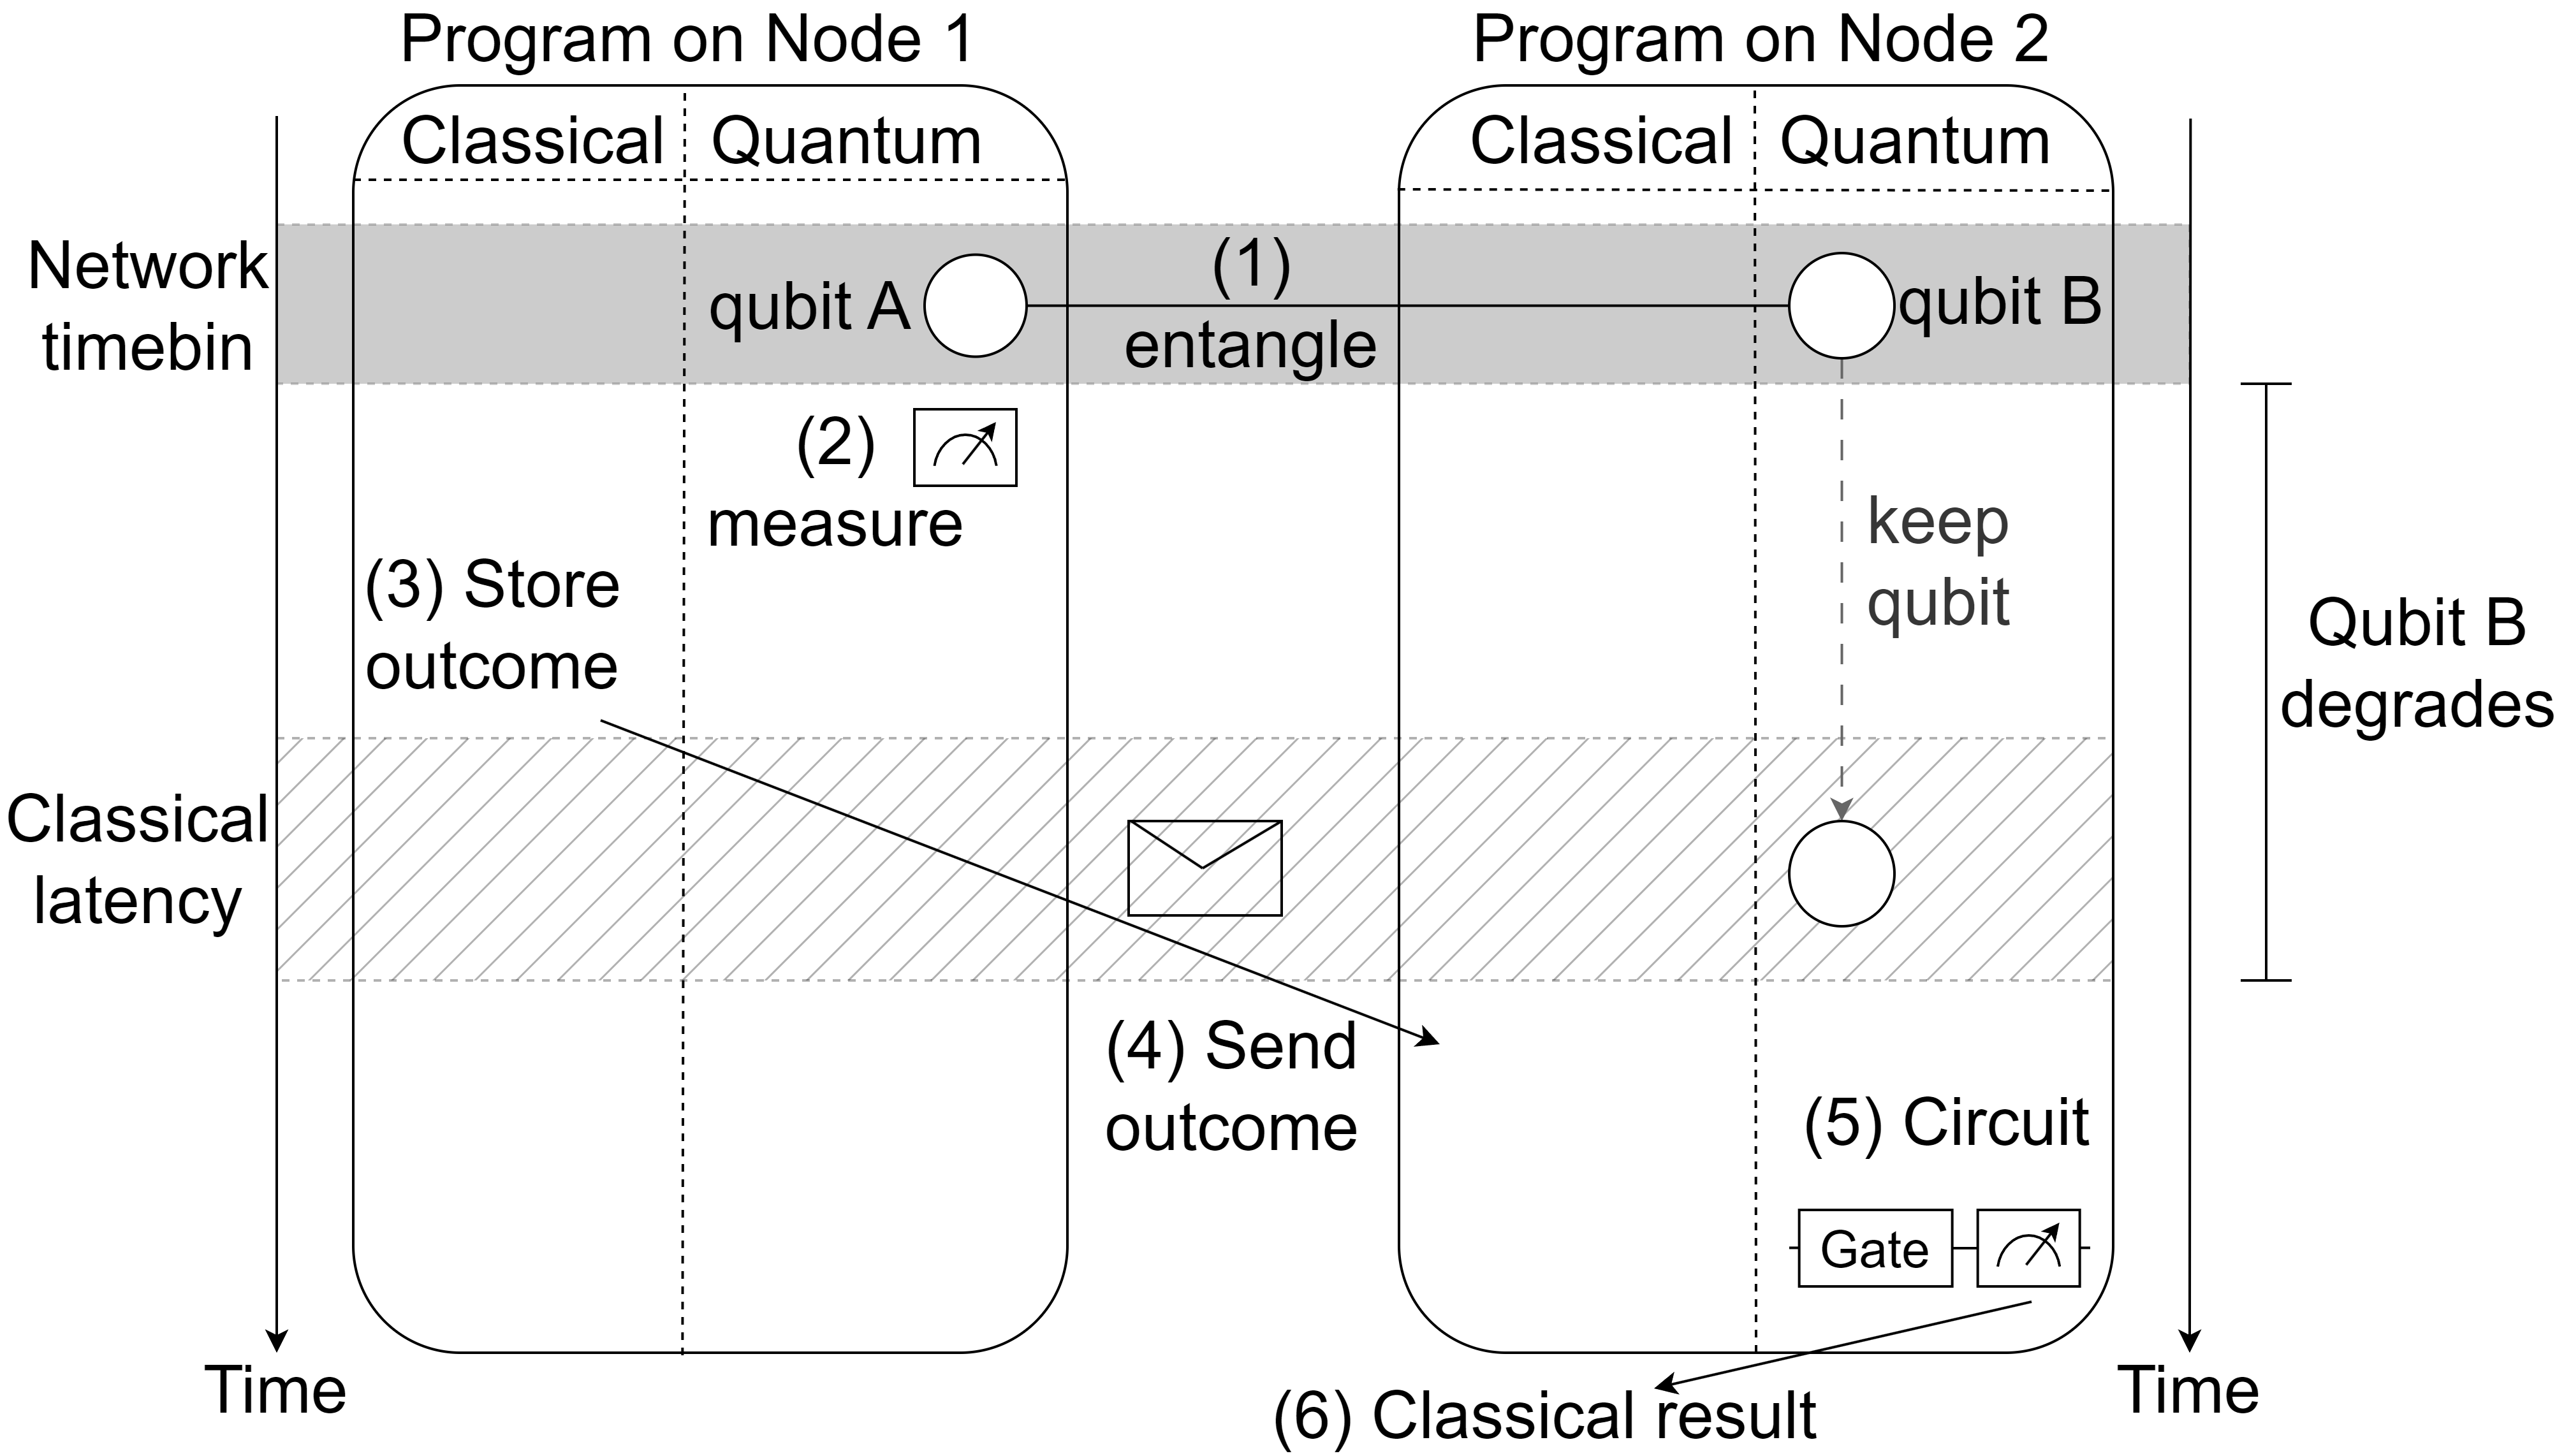 Program on Node 1
Program on Node 2
Classical
Quantum
Classical
Quantum
Network
timebin
qubit A
(1)
entangle
qubit B
(2)
measure
keep
qubit
(3) Store
outcome
Qubit B
degrades
Classical
latency
(4) Send
outcome
(5) Circuit
Gate
Time
Time
(6) Classical result